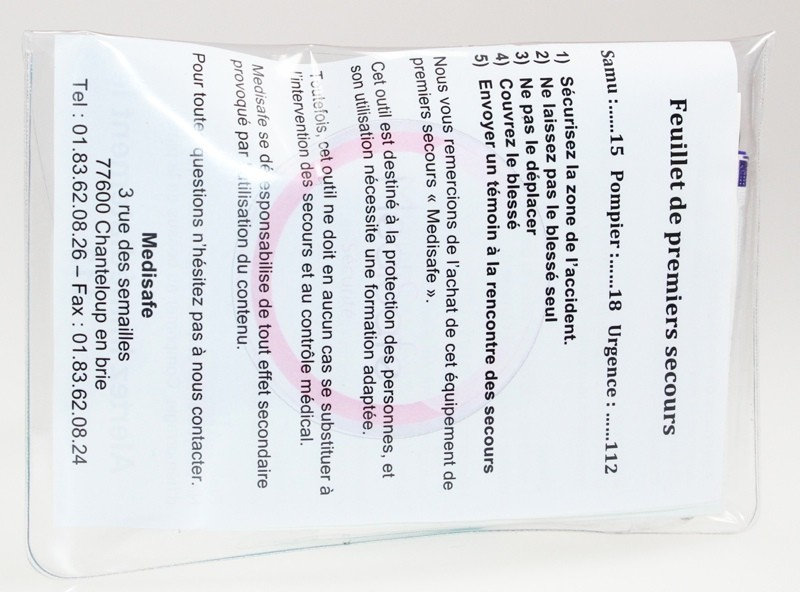 Feuillet de premiers secours
Samu :......15 Pompier :......18 Urgence : ......112
1) Sécurisez la zone de l'accident.
2) Ne laissez pas le blessé seul
3) Ne pas le déplacer
4) Couvrez le blessé
5) Envoyer un témoin à la rencontre des secours
Nous vous remercions de l'achat de cet équipement de
premiers secours « Medisafe ».
Cet outil est destiné à la protection des personnes, et
son utilisation nécessite une formation adaptée.
Toutefois, cet outil ne doit en aucun cas se substituer à
l'intervention des secours et au contrôle médical.
Medisafe se déresponsabilise de tout effet secondaire
provoqué par l'utilisation du contenu.
Pour toute questions n'hésitez pas à nous contacter.
Medisafe
3 rue des semailles
77600 Chanteloup en brie
Tel : 01.83.62.08.26 – Fax : 01.83.62.08.24